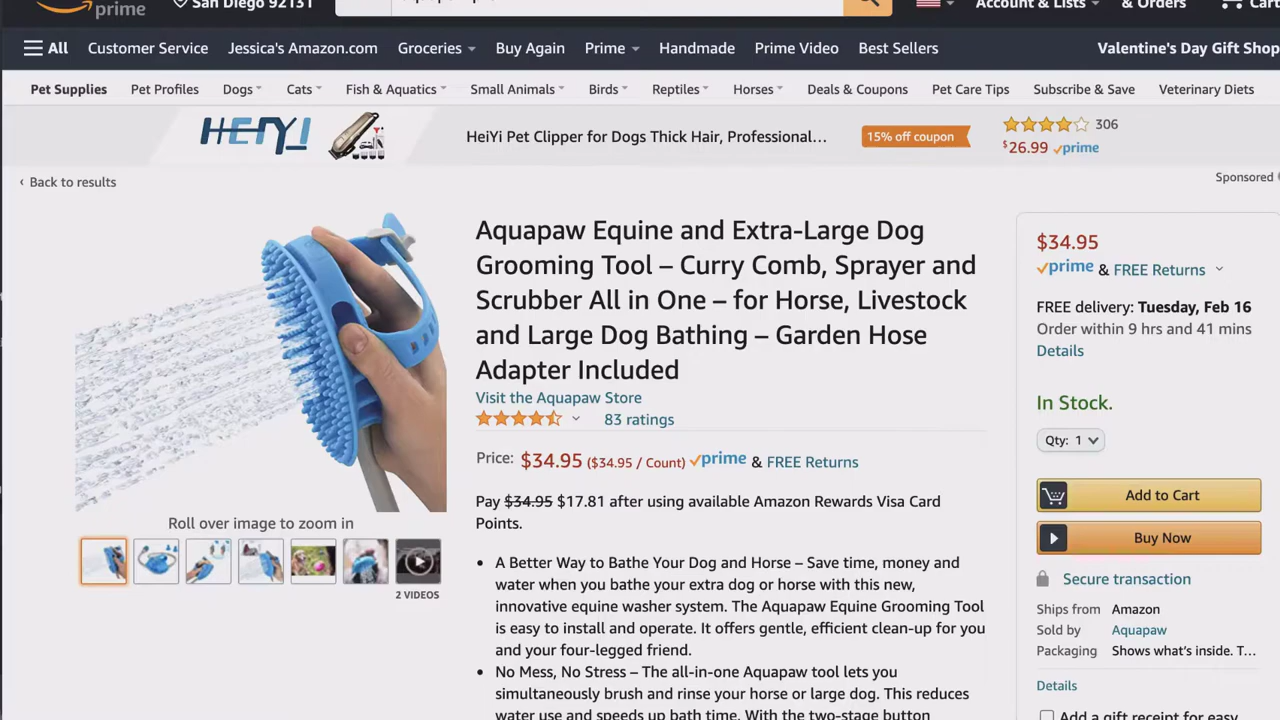 prime
San Diego 92131
Account & Lists
& Orders
Cart
All
Customer Service
Jessica's Amazon.com
Groceries
Buy Again
Prime
Handmade
Prime Video
Best Sellers
Valentine's Day Gift Shop
Pet Supplies
Pet Profiles
Dogs
Cats
Fish & Aquatics
Small Animals
Birds
Reptiles
Horses
Deals & Coupons
Pet Care Tips
Subscribe & Save
Veterinary Diets
HEIYI
HeiYi Pet Clipper for Dogs Thick Hair, Professional...
15% off coupon
306
$26.99 prime
‹ Back to results
Sponsored
Aquapaw Equine and Extra-Large Dog
Grooming Tool – Curry Comb, Sprayer and
Scrubber All in One – for Horse, Livestock
and Large Dog Bathing – Garden Hose
Adapter Included
Visit the Aquapaw Store
83 ratings
Price: $34.95 ($34.95 / Count) prime & FREE Returns
Pay $34.95 $17.81 after using available Amazon Rewards Visa Card
Points.
• A Better Way to Bathe Your Dog and Horse – Save time, money and
water when you bathe your extra dog or horse with this new,
innovative equine washer system. The Aquapaw Equine Grooming Tool
is easy to install and operate. It offers gentle, efficient clean-up for you
and your four-legged friend.
• No Mess, No Stress – The all-in-one Aquapaw tool lets you
simultaneously brush and rinse your horse or large dog. This reduces
water use and speeds up bath time. With the two-stage button
Roll over image to zoom in
2 VIDEOS
$34.95
prime & FREE Returns
FREE delivery: Tuesday, Feb 16
Order within 9 hrs and 41 mins
Details
In Stock.
Qty: 1
Add to Cart
Buy Now
Secure transaction
Ships from Amazon
Sold by Aquapaw
Packaging Shows what's inside. T...
Details
Add a gift receipt for easy